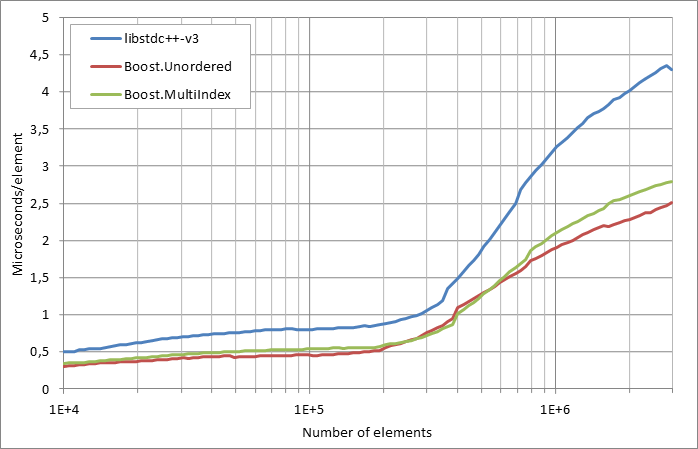 5
4,5
4
3,5
3
2,5
2
1,5
1
0,5
0
Microseconds/element
libstdc++-v3
Boost.Unordered
Boost.MultiIndex
1E+4
1E+5
1E+6
Number of elements